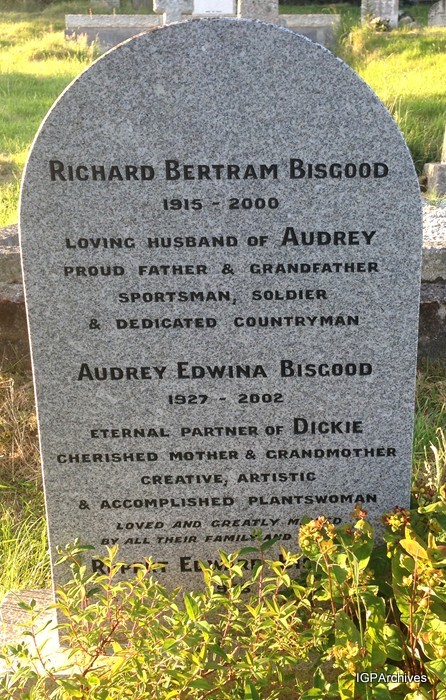 RICHARD BERTRAM BISGOOD
1915 - 2000
LOVING HUSBAND OF AUDREY
PROUD FATHER & GRANDFATHER
SPORTSMAN, SOLDIER
& DEDICATED COUNTRYMAN
AUDREY EDWINA BISGOOD
1927 - 2002
ETERNAL PARTNER OF DICKIE
CHERISHED MOTHER & GRANDMOTHER
CREATIVE, ARTISTIC
& ACCOMPLISHED PLANTSWOMAN
LOVED AND GREATLY
BY ALL THEIR FAMILY AND
IGPArchives